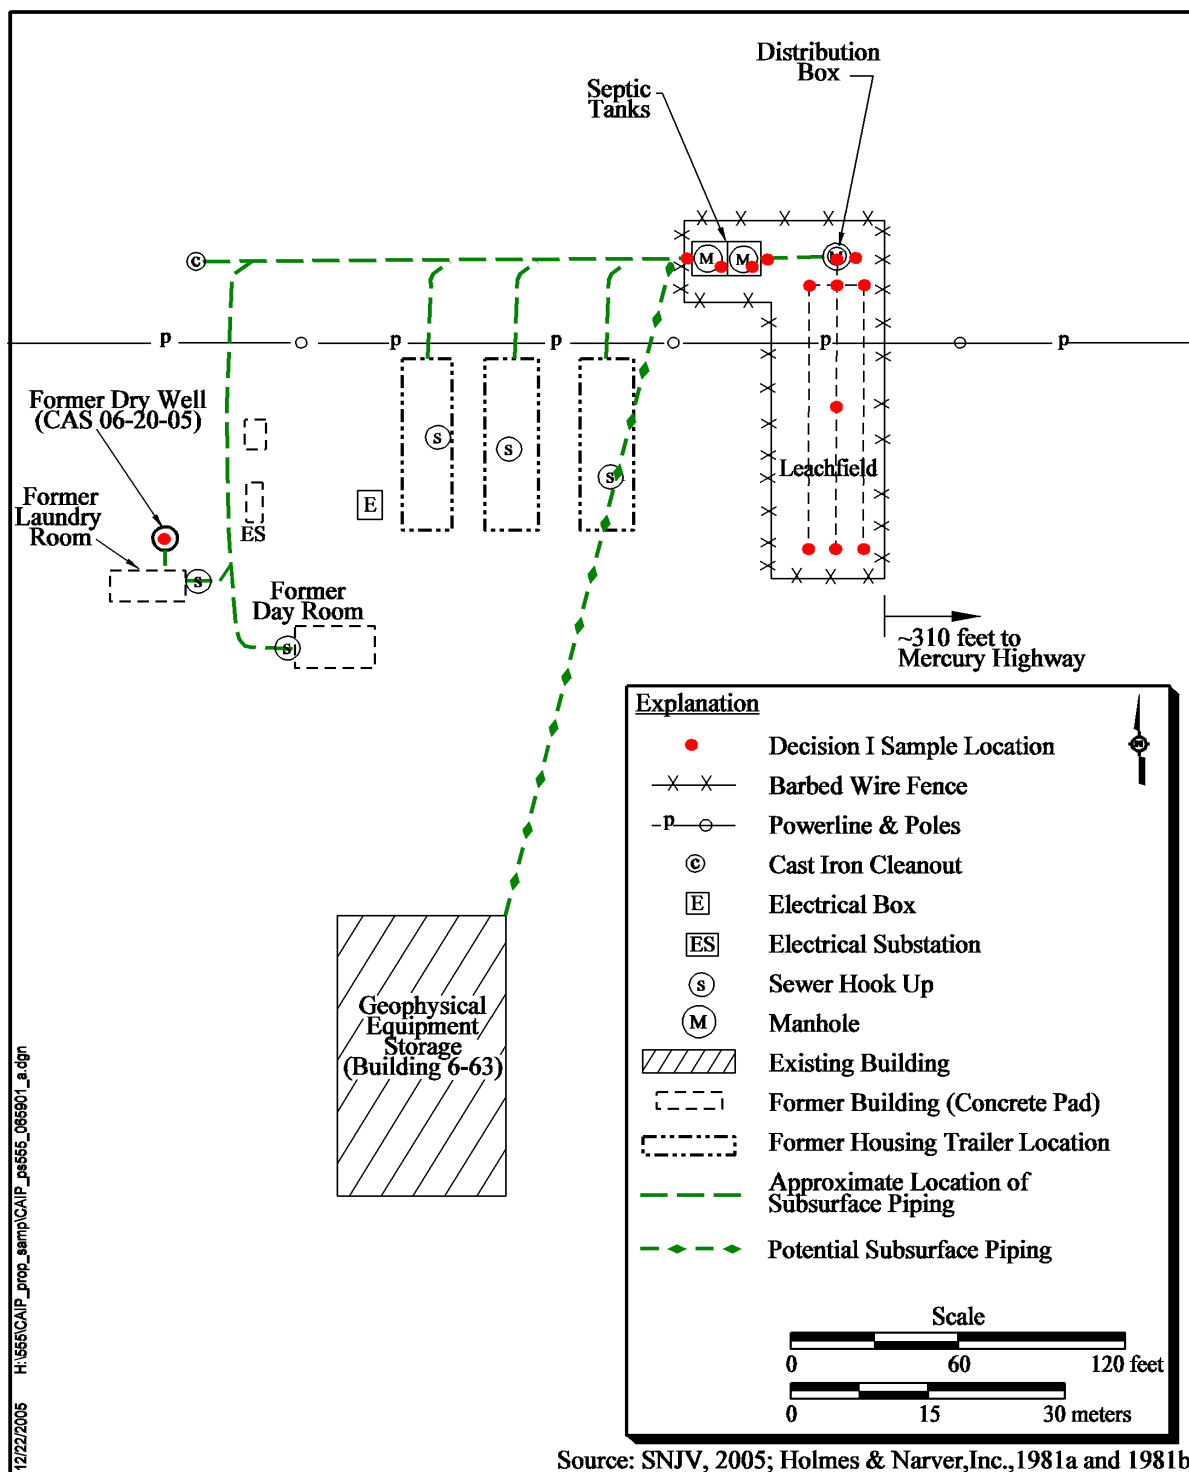 Distribution
Box
Septic
Tanks
M
M
M
c
p
p
p
p
p
Former Dry Well
(CAS 06-20-05)
s
s
s
Leachfield
Former
Laundry
Room
E
ES
s
Former
Day Room
s
~310 feet to
Mercury Highway
Explanation
N
Decision I Sample Location
X X Barbed Wire Fence
p Powerline & Poles
c Cast Iron Cleanout
E Electrical Box
ES Electrical Substation
s Sewer Hook Up
M Manhole
Existing Building
Former Building (Concrete Pad)
Former Housing Trailer Location
Approximate Location of
Subsurface Piping
Potential Subsurface Piping
Geophysical
Equipment
Storage
(Building 6-63)
Scale
0 60 120 feet
0 15 30 meters
12/22/2005 H:\555\CAIP_prop_samp\CAIP_ps555_065901_a.dgn
Source: SNJV, 2005; Holmes & Narver,Inc.,1981a and 1981b